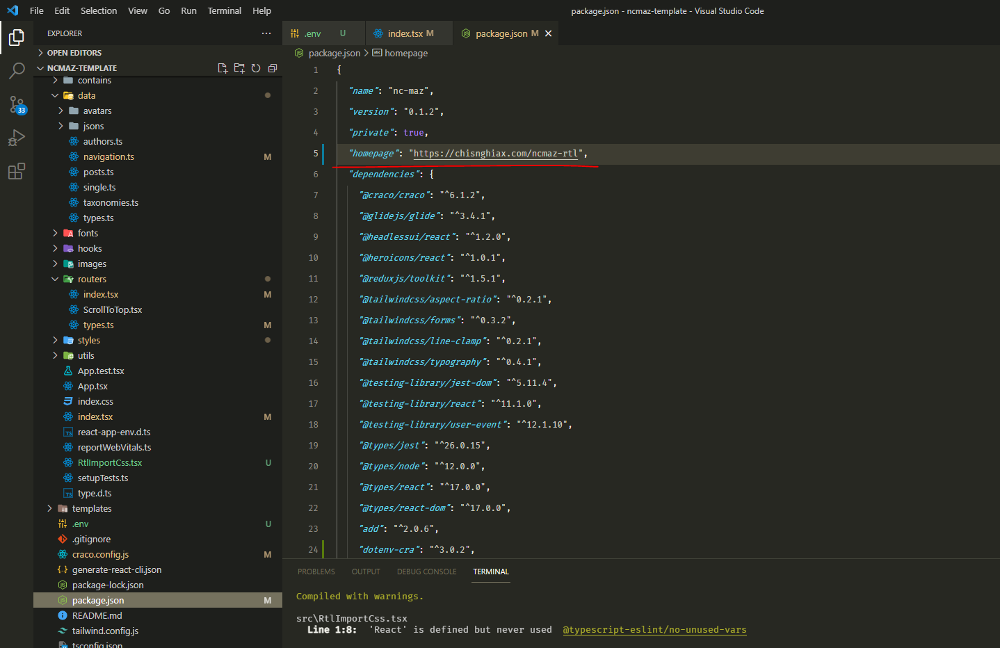 File Edit Selection View Go Run Terminal Help
package.json - ncmaz-template - Visual Studio Code
EXPLORER
OPEN EDITORS
NCMAZ-TEMPLATE
contains
data
avatars
jsons
authors.ts
navigation.ts M
posts.ts
single.ts
taxonomies.ts
types.ts
fonts
hooks
images
routers
index.tsx M
ScrollToTop.tsx
types.ts M
styles
utils
App.test.tsx
App.tsx
index.css
index.tsx M
react-app-env.d.ts
reportWebVitals.ts
RtlImportCss.tsx U
setupTests.ts
type.d.ts
templates
.env U
.gitignore
craco.config.js M
generate-react-cli.json
package-lock.json
package.json M
README.md
tailwind.config.js
tsconfig.json
33
.env U index.tsx M package.json M
package.json > homepage
1 {
2 "name": "nc-maz",
3 "version": "0.1.2",
4 "private": true,
5 "homepage": "https://chisnghiax.com/ncmaz-rtl",
6 "dependencies": {
7 "@craco/craco": "^6.1.2",
8 "@glidejs/glide": "^3.4.1",
9 "@headlessui/react": "^1.2.0",
10 "@heroicons/react": "^1.0.1",
11 "@reduxjs/toolkit": "^1.5.1",
12 "@tailwindcss/aspect-ratio": "^0.2.1",
13 "@tailwindcss/forms": "^0.3.2",
14 "@tailwindcss/line-clamp": "^0.2.1",
15 "@tailwindcss/typography": "^0.4.1",
16 "@testing-library/jest-dom": "^5.11.4",
17 "@testing-library/react": "^11.1.0",
18 "@testing-library/user-event": "^12.1.10",
19 "@types/jest": "^26.0.15",
20 "@types/node": "^12.0.0",
21 "@types/react": "^17.0.0",
22 "@types/react-dom": "^17.0.0",
23 "add": "^2.0.6",
24 "dotenv-cra": "^3.0.2",
PROBLEMS OUTPUT DEBUG CONSOLE TERMINAL
Compiled with warnings.
src\RtlImportCss.tsx
Line 1:8: 'React' is defined but never used @typescript-eslint/no-unused-vars